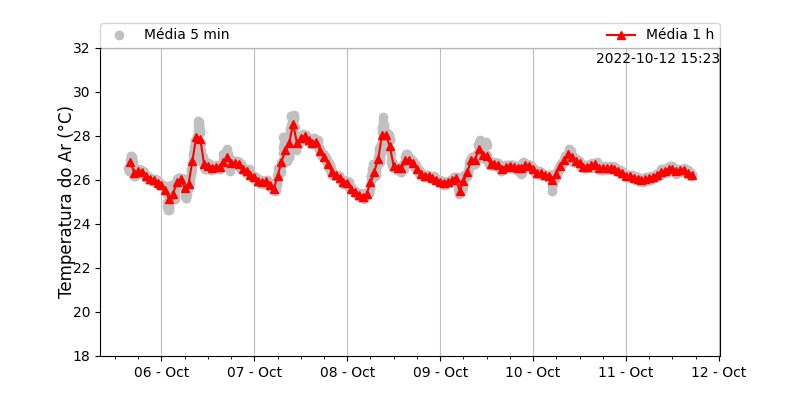 Média 5 min
Média 1 h
2022-10-12 15:23
Temperatura do Ar (°C)
32
30
28
26
24
22
20
18
06 - Oct
07 - Oct
08 - Oct
09 - Oct
10 - Oct
11 - Oct
12 - Oct